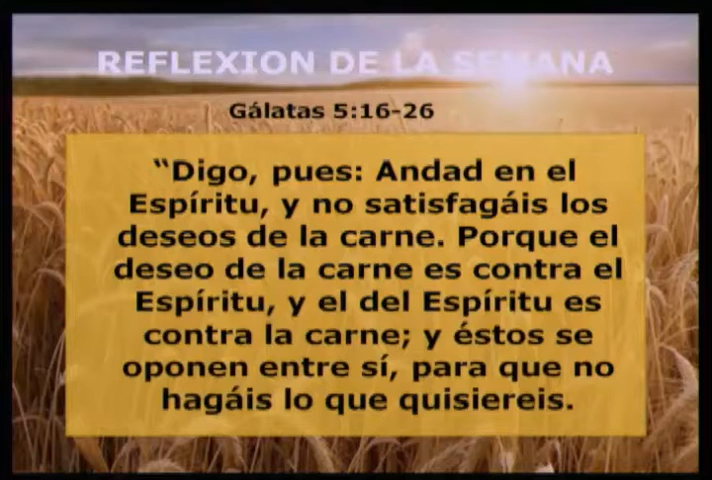 REFLEXION DE LA SEMANA
Gálatas 5:16-26
“Digo, pues: Andad en el
Espíritu, y no satisfagáis los
deseos de la carne. Porque el
deseo de la carne es contra el
Espíritu, y el del Espíritu es
contra la carne; y éstos se
oponen entre sí, para que no
hagáis lo que quisiereis.